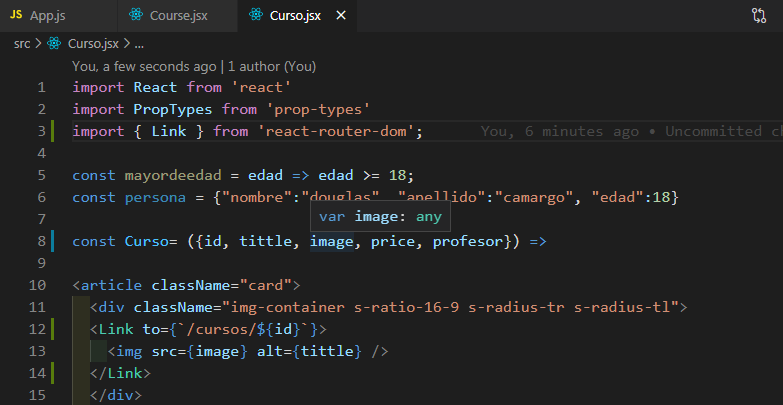 JS App.js Course.jsx Curso.jsx ×
src > Curso.jsx > ...
You, a few seconds ago | 1 author (You)
1 import React from 'react'
2 import PropTypes from 'prop-types'
3 import { Link } from 'react-router-dom'; You, 6 minutes ago • Uncommitted
4
5 const mayordeedad = edad => edad >= 18;
6 const persona = {"nombre":"douglas" "apellido":"camargo", "edad":18}
var image: any
7
8 const Curso= ({id, tittle, image, price, profesor}) =>
9
10 <article className="card">
11 <div className="img-container s-ratio-16-9 s-radius-tr s-radius-tl">
12 <Link to={`/cursos/${id}`}>
13 <img src={image} alt={tittle} />
14 </Link>
15 </div>